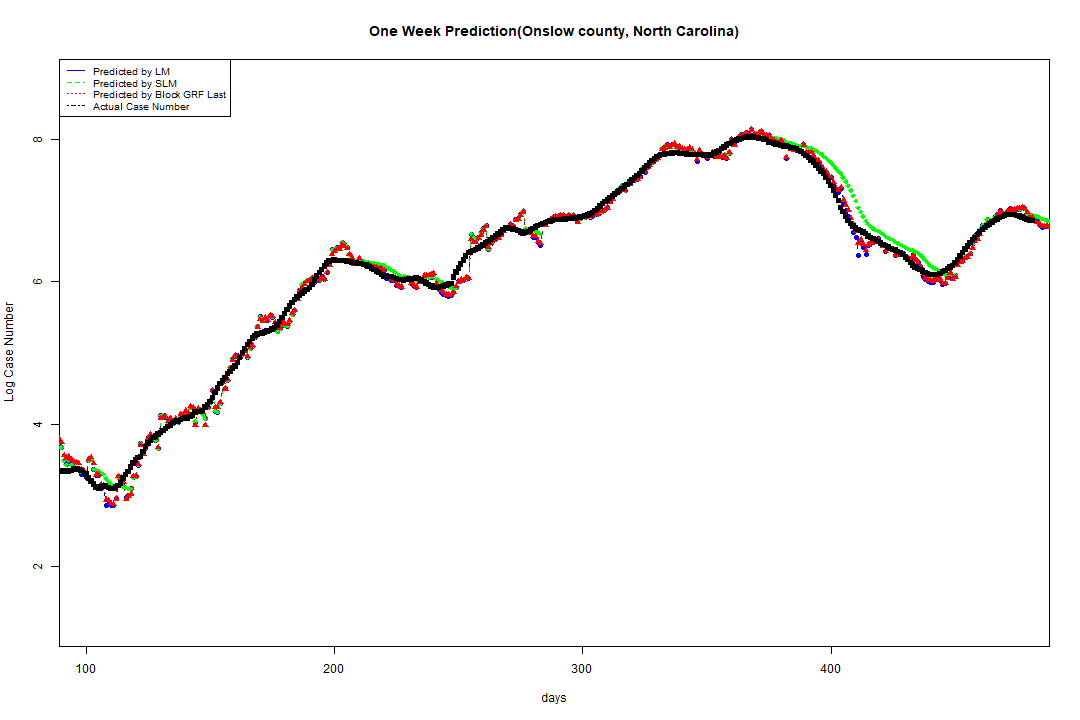 One Week Prediction(Onslow county, North Carolina)
Predicted by LM
Predicted by SLM
Predicted by Block GRF Last
Actual Case Number
8
6
4
2
Log Case Number
100 200 300 400
days